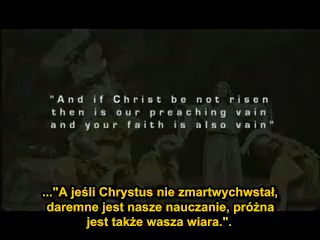 "And if Christ be not risen
then is our preaching vain
and your faith is also vain"
..."A jeśli Chrystus nie zmartwychwstał,
daremne jest nasze nauczanie, próżna
jest także wasza wiara.".